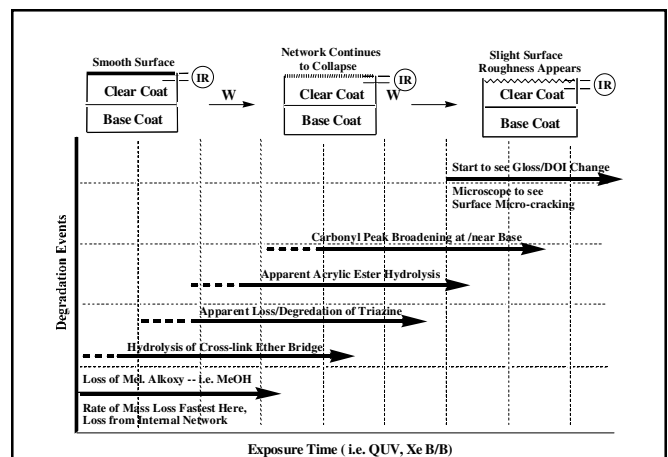 Smooth Surface
IR
Clear Coat
Base Coat
W
Network Continues
to Collapse
IR
Clear Coat
Base Coat
W
Slight Surface
Roughness Appears
IR
Clear Coat
Base Coat
Degradation Events
Start to see Gloss/DOI Change
Microscope to see
Surface Micro-cracking
Carbonyl Peak Broadening at /near Base
Apparent Acrylic Ester Hydrolysis
Apparent Loss/Degredation of Triazine
Hydrolysis of Cross-link Ether Bridge
Loss of Mel. Alkoxy -- i.e. MeOH
Rate of Mass Loss Fastest Here,
Loss from Internal Network
Exposure Time ( i.e. QUV, Xe B/B)